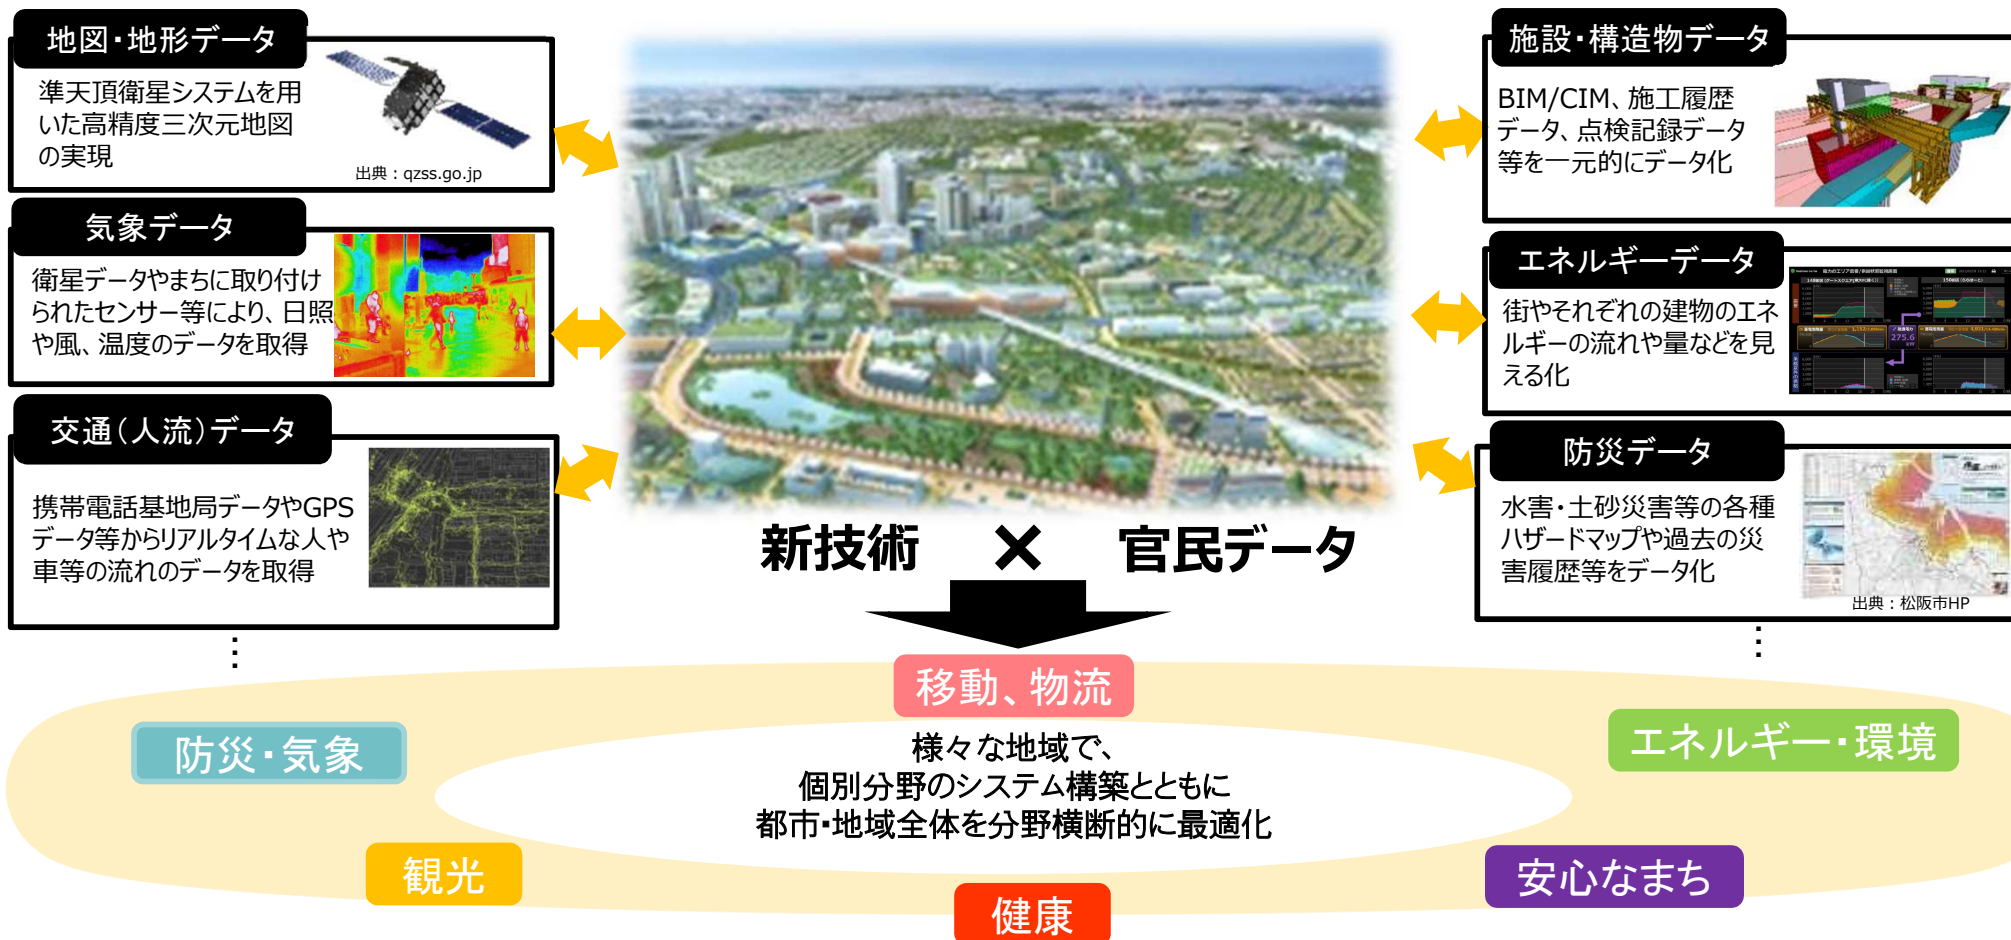 地図・地形データ
準天頂衛星システムを用
いた高精度三次元地図
の実現
出典：qzss.go.jp
気象データ
衛星データやまちに取り付け
られたセンサー等により、日照
や風、温度のデータを取得
交通（人流）データ
携帯電話基地局データやGPS
データ等からリアルタイムな人や
車等の流れのデータを取得
⋮
施設・構造物データ
BIM/CIM、施工履歴
データ、点検記録データ
等を一元的にデータ化
エネルギーデータ
街やそれぞれの建物のエネ
ルギーの流れや量などを見
える化
275.6
kW
防災データ
水害・土砂災害等の各種
ハザードマップや過去の災
害履歴等をデータ化
出典：松阪市HP
⋮
新技術 × 官民データ
移動、物流
防災・気象
エネルギー・環境
様々な地域で、
個別分野のシステム構築とともに
都市・地域全体を分野横断的に最適化
観光
安心なまち
健康